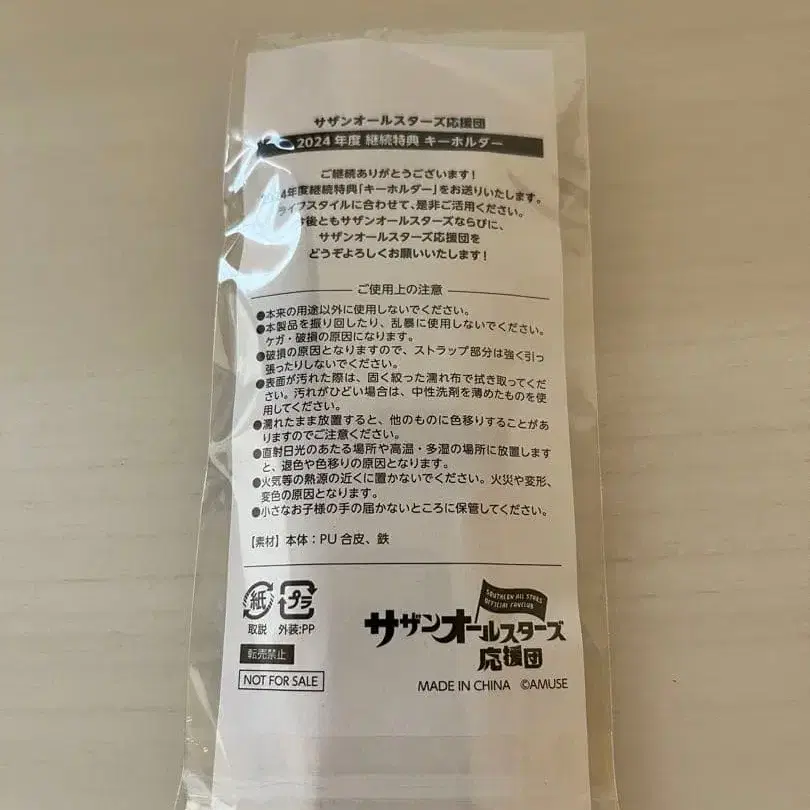 サザンオールスターズ応援団
2024年度 継続特典 キーホルダー
ご継続ありがとうございます!
2024年度継続特典「キーホルダー」をお送りいたします。
ライフスタイルに合わせて、是非ご活用ください。
今後ともサザンオールスターズならびに、
サザンオールスターズ応援団を
どうぞよろしくお願いいたします!
ご使用上の注意
●本来の用途以外に使用しないでください。
●本製品を振り回したり、乱暴に使用しないでください。
ケガ・破損の原因になります。
●破損の原因となりますので、ストラップ部分は強く引っ
張ったりしないでください。
●表面が汚れた際は、固く絞った濡れ布で拭き取ってくだ
さい。汚れがひどい場合は、中性洗剤を薄めたものを使
用してください。
●濡れたまま放置すると、他のものに色移りすることがあ
りますのでご注意ください。
●直射日光のあたる場所や高温・多湿の場所に放置します
と、退色や色移りの原因となります。
●火気等の熱源の近くに置かないでください。火災や変形、
変色の原因となります。
●小さなお子様の手の届かないところに保管してください。
【素材】本体:PU合皮、鉄
紙 プラ
取説 外装:PP
転売禁止
NOT FOR SALE
SOUTHERN ALL STARS
OFFICIAL FANCLUB
サザンオールスターズ
応援団
MADE IN CHINA ©AMUSE